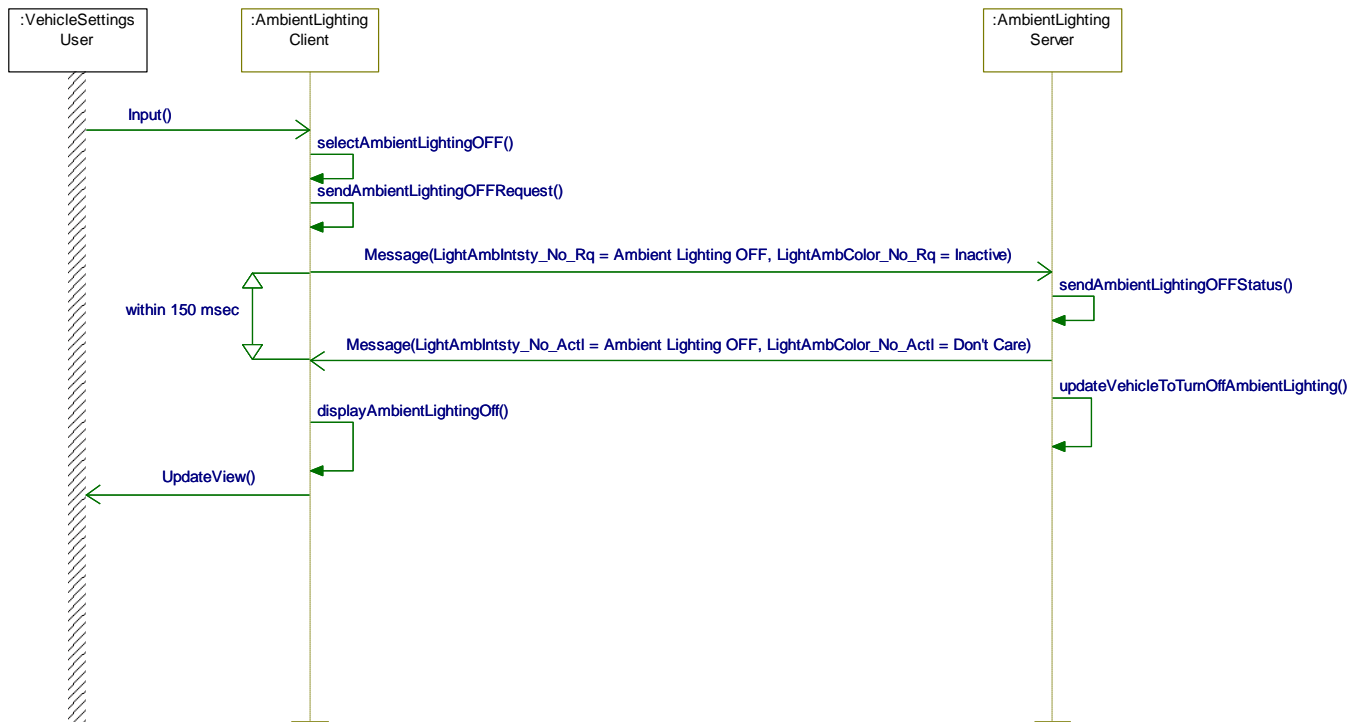 :VehicleSettings
User
:AmbientLighting
Client
:AmbientLighting
Server
Input()
selectAmbientLightingOFF()
sendAmbientLightingOFFRequest()
Message(LightAmbIntsty_No_Rq = Ambient Lighting OFF, LightAmbColor_No_Rq = Inactive)
sendAmbientLightingOFFStatus()
within 150 msec
Message(LightAmbIntsty_No_Actl = Ambient Lighting OFF, LightAmbColor_No_Actl = Don't Care)
updateVehicleToTurnOffAmbientLighting()
displayAmbientLightingOff()
UpdateView()